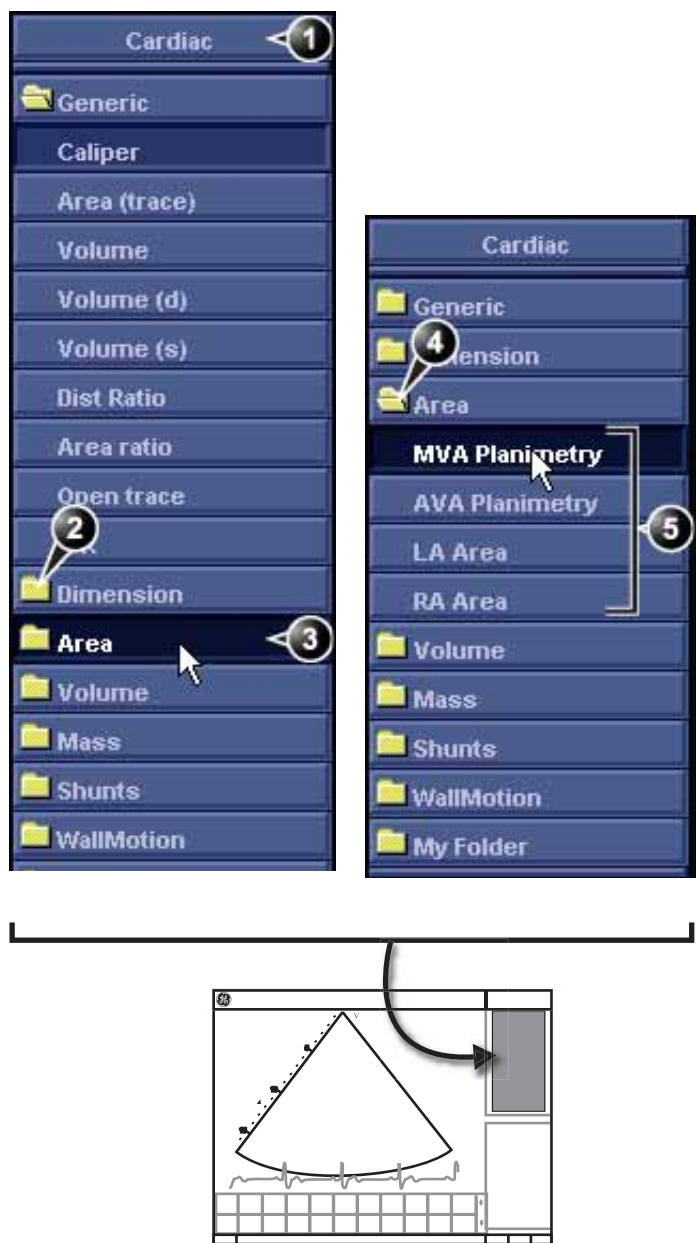 Cardiac
1
Generic
Caliper
Area (trace)
Volume
Volume (d)
Volume (s)
Dist Ratio
Area ratio
Open trace
2
Dimension
Area
3
Volume
Mass
Shunts
WallMotion
Cardiac
Generic
4
Area
MVA Planimetry
AVA Planimetry
5
LA Area
RA Area
Volume
Mass
Shunts
WallMotion
My Folder
V